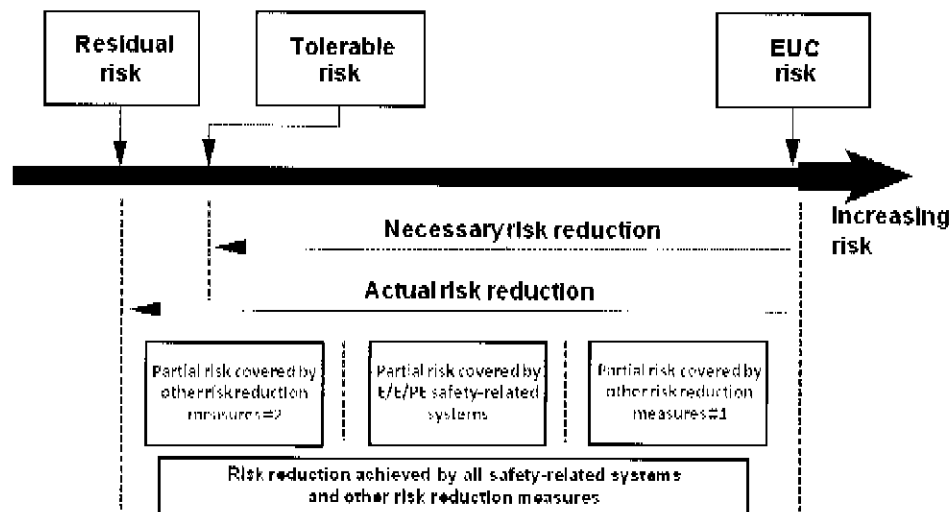 Residual
risk
Tolerable
risk
EUC
risk
Increasing
risk
Necessary risk reduction
Actual risk reduction
Partial risk covered by
other risk reduction
measures #2
Partial risk covered by
E/E/PE safety-related
systems
Partial risk covered by
other risk reduction
measures #1
Risk reduction achieved by all safety-related systems
and other risk reduction measures